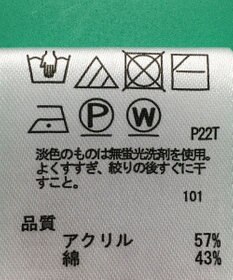 P W
P22T
淡色のものは無蛍光洗剤を使用。
よくすすぎ、絞りの後すぐに干
すこと。
101
品質
アクリル 57%
綿 43%